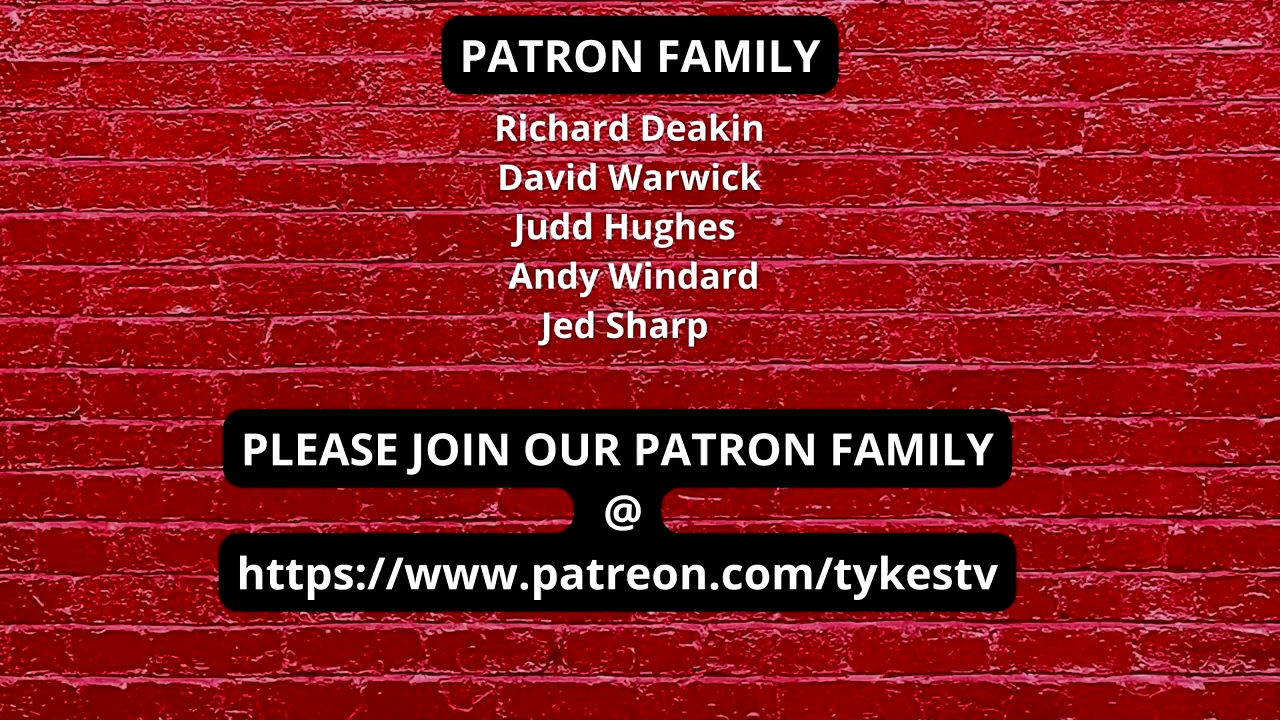 PATRON FAMILY
Richard Deakin
David Warwick
Judd Hughes
Andy Windard
Jed Sharp
PLEASE JOIN OUR PATRON FAMILY
@
https://www.patreon.com/tykestv